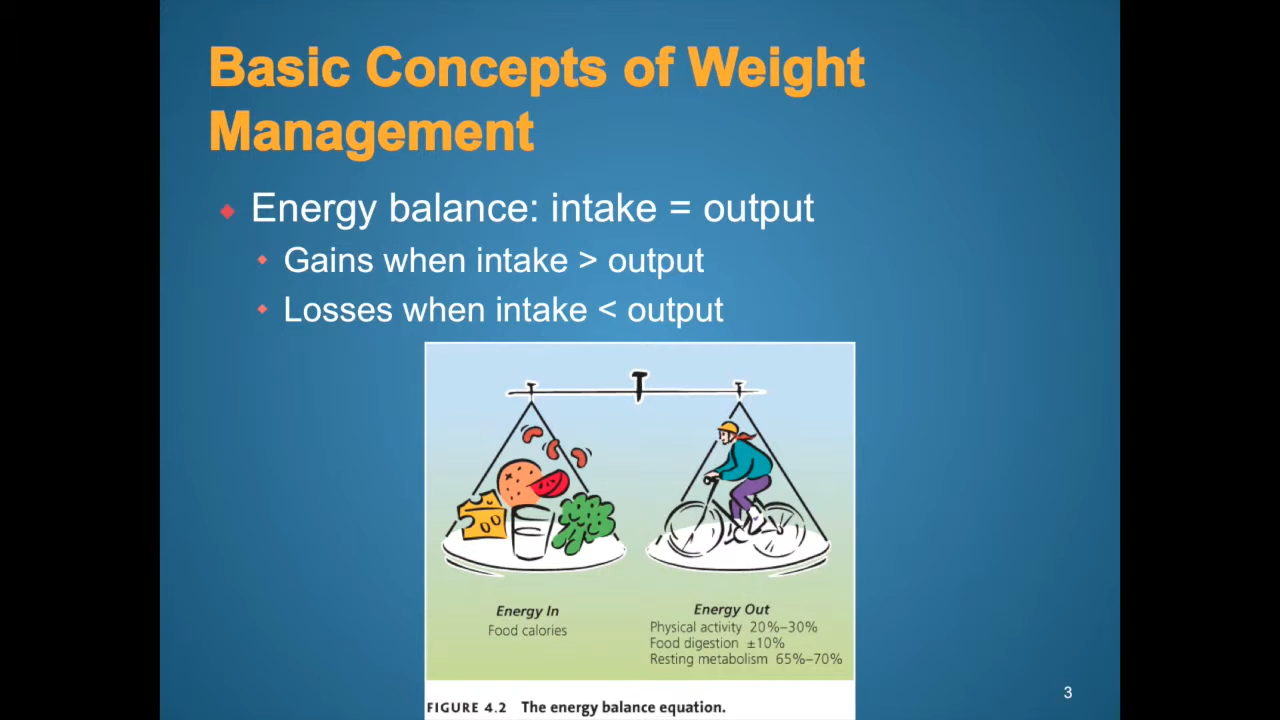 Basic Concepts of Weight
Management
Energy balance: intake = output
Gains when intake > output
Losses when intake < output
Energy In
Food calories
Energy Out
Physical activity 20%–30%
Food digestion ±10%
Resting metabolism 65%–70%
FIGURE 4.2 The energy balance equation.
3